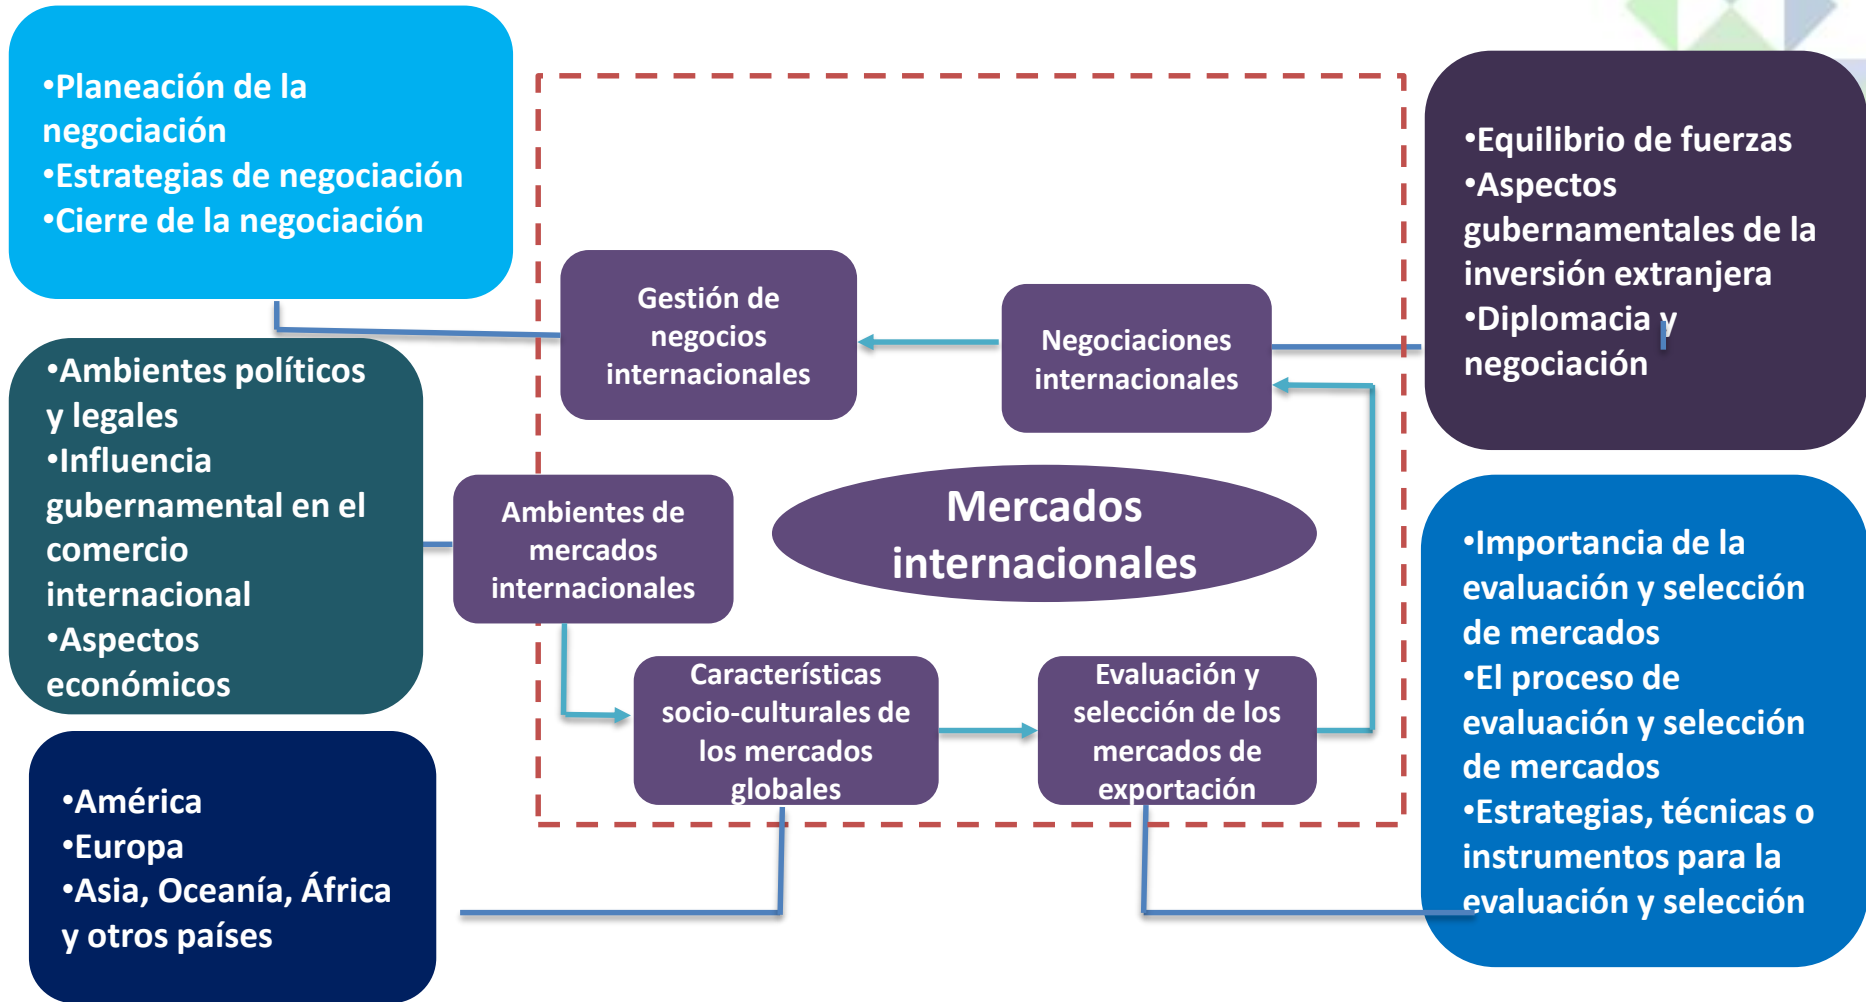 •Planeación de la
negociación
•Estrategias de negociación
•Cierre de la negociación
•Equilibrio de fuerzas
•Aspectos
gubernamentales de la
inversión extranjera
•Diplomacia y
negociación
Gestión de
negocios
internacionales
Negociaciones
internacionales
•Ambientes políticos
y legales
•Influencia
gubernamental en el
comercio
internacional
•Aspectos
económicos
Ambientes de
mercados
internacionales
Mercados
internacionales
•Importancia de la
evaluación y selección
de mercados
•El proceso de
evaluación y selección
de mercados
•Estrategias, técnicas o
instrumentos para la
evaluación y selección
Características
socio-culturales de
los mercados
globales
Evaluación y
selección de los
mercados de
exportación
•América
•Europa
•Asia, Oceanía, África
y otros países